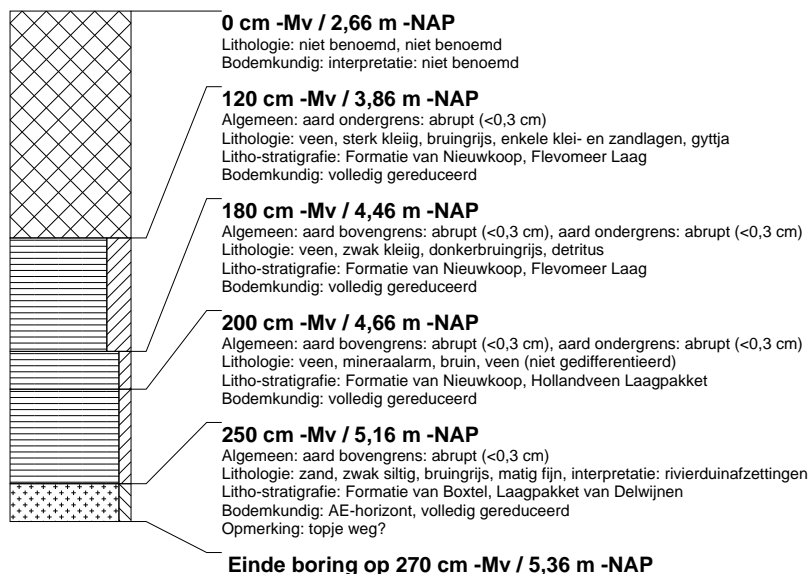 0 cm -Mv / 2,66 m -NAP
Lithologie: niet benoemd, niet benoemd
Bodemkundig: interpretatie: niet benoemd
120 cm -Mv / 3,86 m -NAP
Algemeen: aard ondergrens: abrupt (<0,3 cm)
Lithologie: veen, sterk kleiig, bruingrijs, enkele klei- en zandlagen, gyttja
Litho-stratigrafie: Formatie van Nieuwkoop, Flevomeer Laag
Bodemkundig: volledig gereduceerd
180 cm -Mv / 4,46 m -NAP
Algemeen: aard bovengrens: abrupt (<0,3 cm), aard ondergrens: abrupt (<0,3 cm)
Lithologie: veen, zwak kleiig, donkerbruingrijs, detritus
Litho-stratigrafie: Formatie van Nieuwkoop, Flevomeer Laag
Bodemkundig: volledig gereduceerd
200 cm -Mv / 4,66 m -NAP
Algemeen: aard bovengrens: abrupt (<0,3 cm), aard ondergrens: abrupt (<0,3 cm)
Lithologie: veen, mineraalarm, bruin, veen (niet gedifferentieerd)
Litho-stratigrafie: Formatie van Nieuwkoop, Hollandveen Laagpakket
Bodemkundig: volledig gereduceerd
250 cm -Mv / 5,16 m -NAP
Algemeen: aard bovengrens: abrupt (<0,3 cm)
Lithologie: zand, zwak siltig, bruingrijs, matig fijn, interpretatie: rivierduinafzettingen
Litho-stratigrafie: Formatie van Boxtel, Laagpakket van Delwijnen
Bodemkundig: AE-horizont, volledig gereduceerd
Opmerking: topje weg?
Einde boring op 270 cm -Mv / 5,36 m -NAP